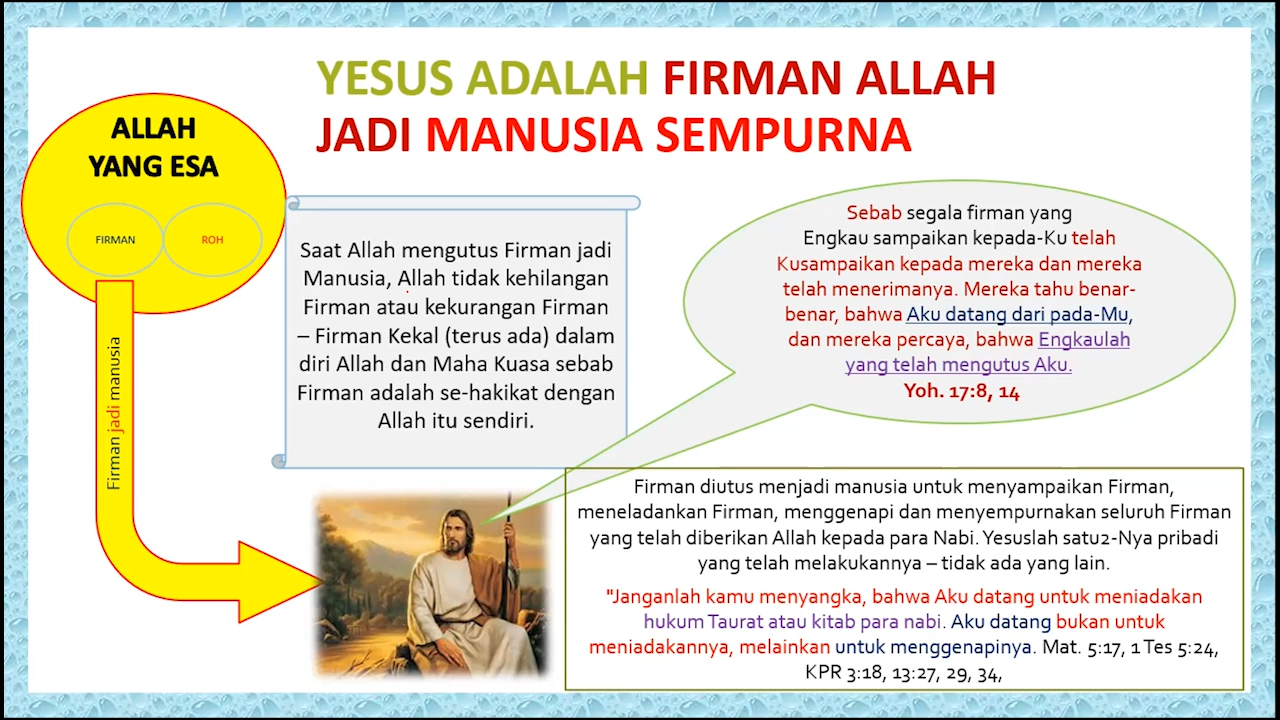 YESUS ADALAH FIRMAN ALLAH
JADI MANUSIA SEMPURNA
ALLAH
YANG ESA
FIRMAN
ROH
Firman jadi manusia
Saat Allah mengutus Firman jadi
Manusia, Allah tidak kehilangan
Firman atau kekurangan Firman
– Firman Kekal (terus ada) dalam
diri Allah dan Maha Kuasa sebab
Firman adalah se-hakikat dengan
Allah itu sendiri.
Sebab segala firman yang
Engkau sampaikan kepada-Ku telah
Kusampaikan kepada mereka dan mereka
telah menerimanya. Mereka tahu benar-
benar, bahwa Aku datang dari pada-Mu,
dan mereka percaya, bahwa Engkaulah
yang telah mengutus Aku.
Yoh. 17:8, 14
Firman diutus menjadi manusia untuk menyampaikan Firman,
meneladankan Firman, menggenapi dan menyempurnakan seluruh Firman
yang telah diberikan Allah kepada para Nabi. Yesuslah satu2-Nya pribadi
yang telah melakukannya – tidak ada yang lain.
"Janganlah kamu menyangka, bahwa Aku datang untuk meniadakan
hukum Taurat atau kitab para nabi. Aku datang bukan untuk
meniadakannya, melainkan untuk menggenapinya. Mat. 5:17, 1 Tes 5:24,
KPR 3:18, 13:27, 29, 34,